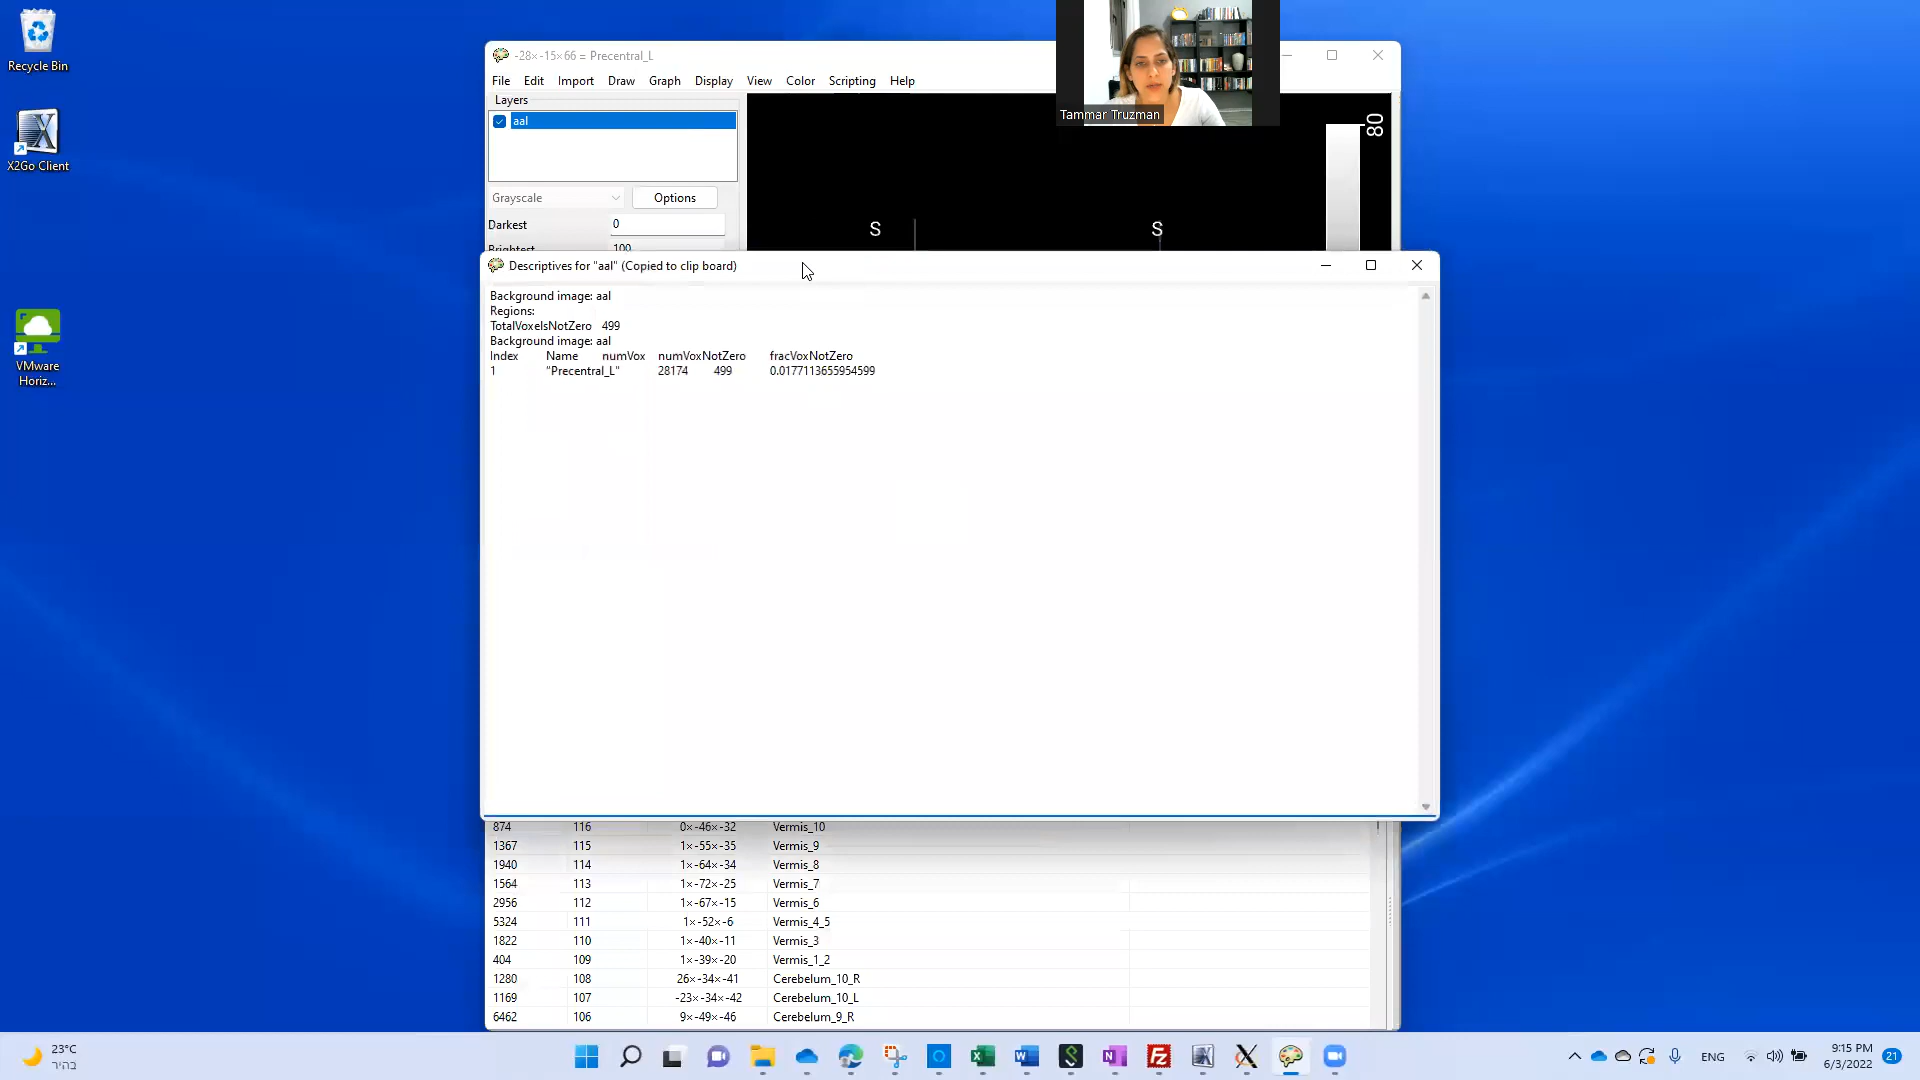 Recycle Bin
X2Go Client
VMware
Horiz...
-28×-15×66 = Precentral_L
File Edit Import Draw Graph Display View Color Scripting Help
Layers
aal
Grayscale Options
Darkest 0
Brightest 100
S S
80
Tammar Truzman
Descriptives for "aal" (Copied to clip board)
Background image: aal
Regions:
TotalVoxelsNotZero 499
Background image: aal
Index Name numVox numVoxNotZero fracVoxNotZero
1 "Precentral_L" 28174 499 0.0177113655954599
874 116 0×-46×-32 Vermis_10
1367 115 1×-55×-35 Vermis_9
1940 114 1×-64×-34 Vermis_8
1564 113 1×-72×-25 Vermis_7
2956 112 1×-67×-15 Vermis_6
5324 111 1×-52×-6 Vermis_4_5
1822 110 1×-40×-11 Vermis_3
404 109 1×-39×-20 Vermis_1_2
1280 108 26×-34×-41 Cerebelum_10_R
1169 107 -23×-34×-42 Cerebelum_10_L
6462 106 9×-49×-46 Cerebelum_9_R
23°C
בהיר
ENG
9:15 PM
6/3/2022
21